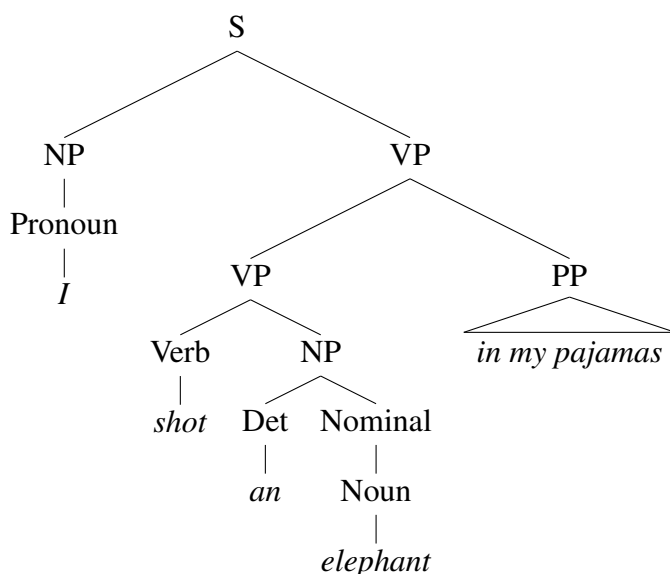 S
NP VP
Pronoun
I
VP PP
Verb NP
in my pajamas
shot
Det Nominal
an
Noun
elephant